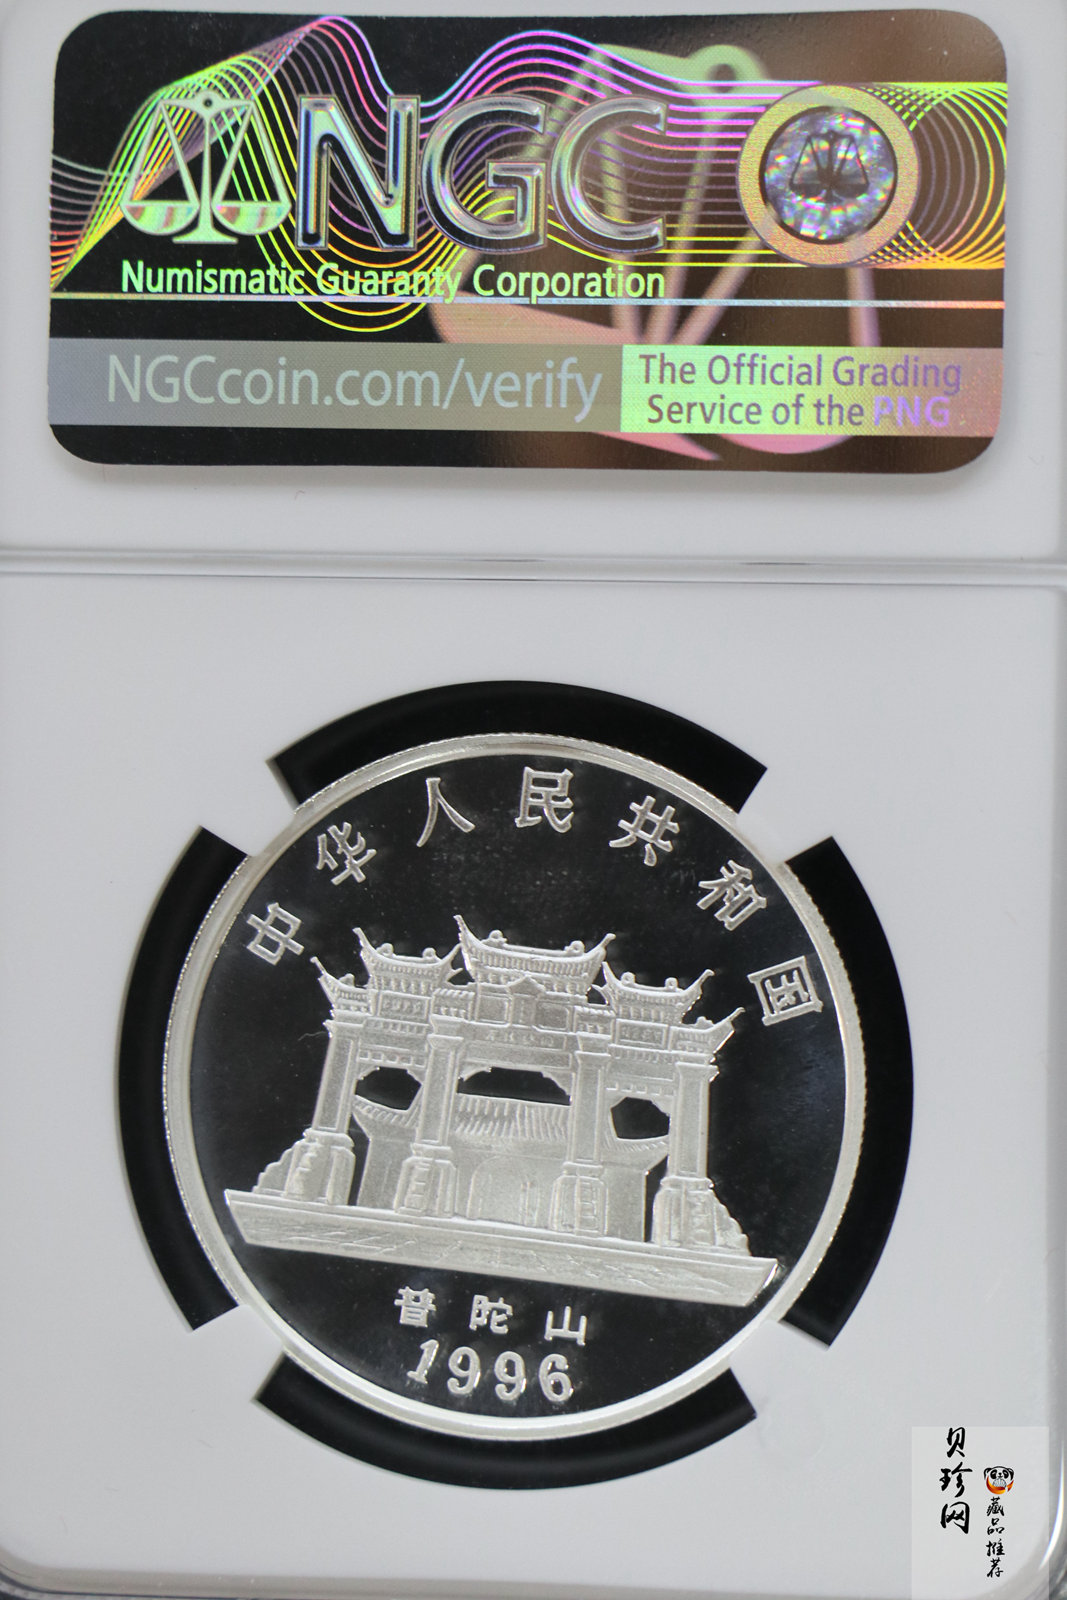 NGC
Numismatic Guaranty Corporation
NGCcoin.com/verify
The Official Grading
Service of the PNG
中华人民共和国
普陀山
1996
贝珍网
藏品推荐